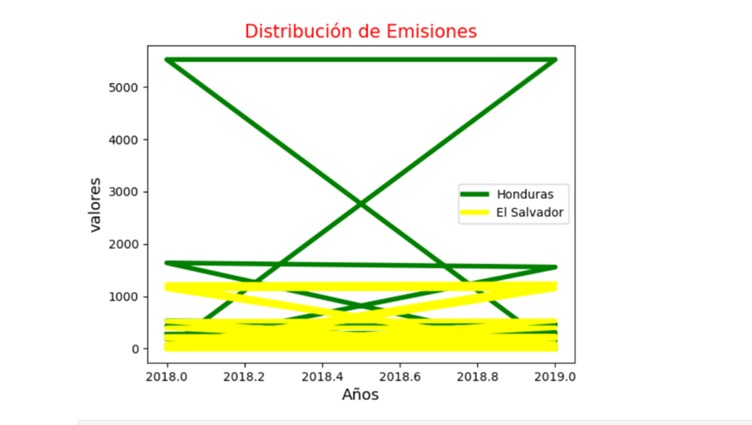 Distribución de Emisiones
valores
5000
4000
3000
2000
1000
0
Honduras
El Salvador
2018.0 2018.2 2018.4 2018.6 2018.8 2019.0
Años